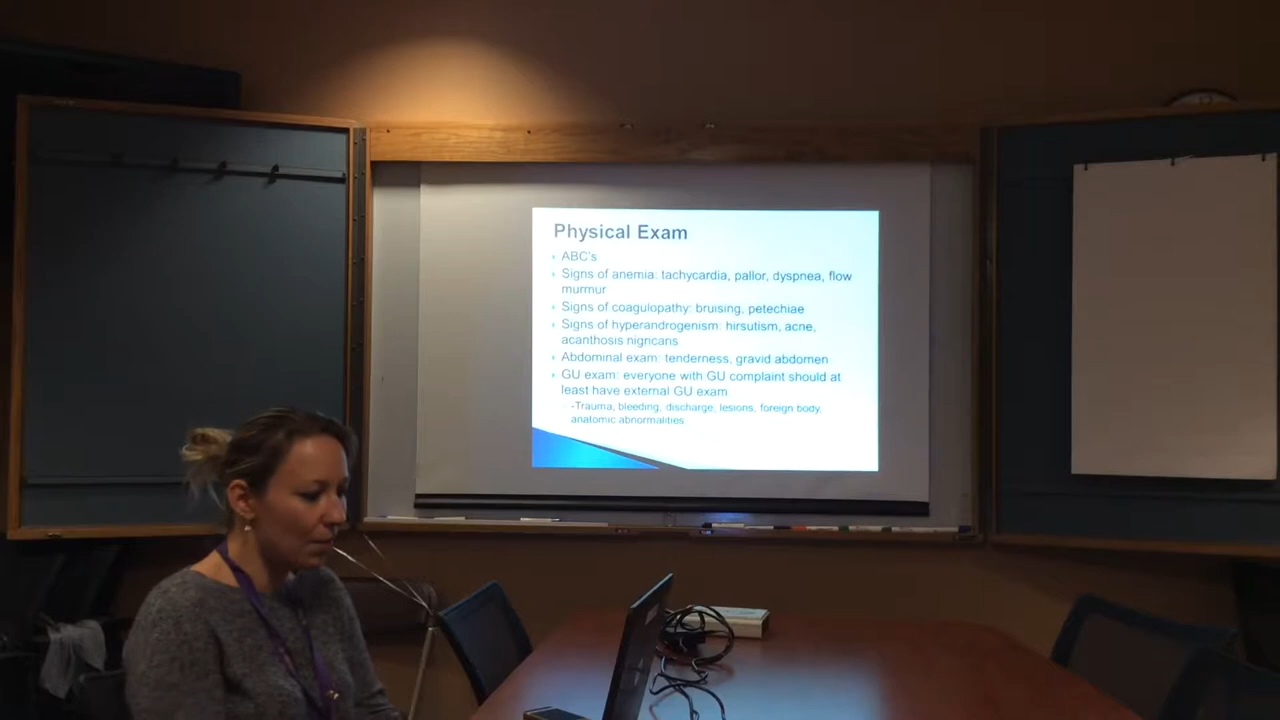 Physical Exam
ABC's
Signs of anemia: tachycardia, pallor, dyspnea, flow
murmur
Signs of coagulopathy: bruising, petechiae
Signs of hyperandrogenism: hirsutism, acne,
acanthosis nigricans
Abdominal exam: tenderness, gravid abdomen
GU exam: everyone with GU complaint should at
least have external GU exam
-Trauma, bleeding, discharge, lesions, foreign body,
anatomic abnormalities